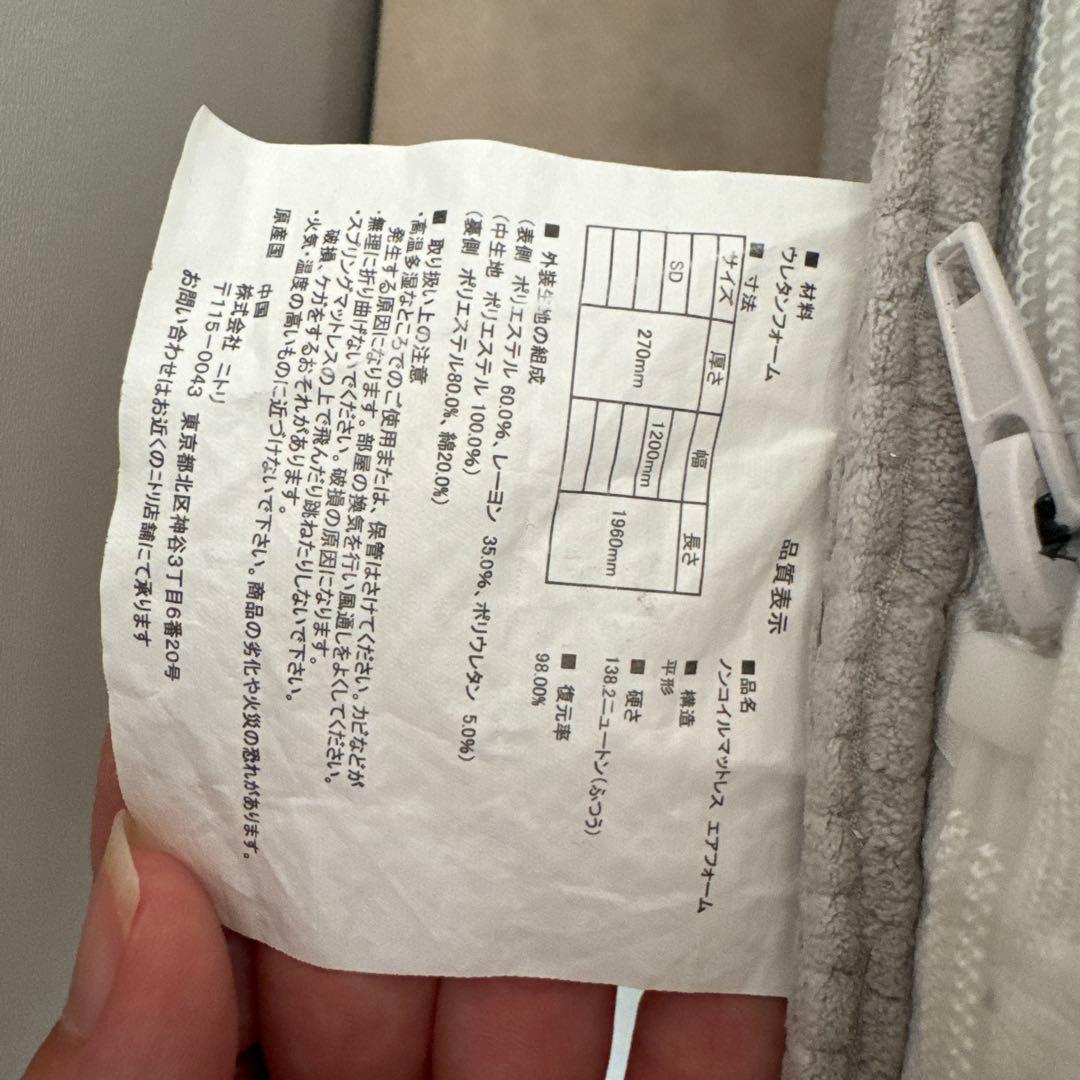 品質表示
■品名
ノンコイルマットレス エアフォーム
■ 構造
平形
■ 硬さ
138.2ニュートン(ふつう)
■ 復元率
98.00%
■ 材料
ウレタンフォーム
■ 寸法
サイズ 厚さ 幅 長さ
SD 270mm 1200mm 1960mm
■ 外装生地の組成
(表側 ポリエステル 60.0%、レーヨン 35.0%、ポリウレタン 5.0%)
(中生地 ポリエステル 100.0%)
(裏側 ポリエステル80.0%、綿20.0%)
■ 取り扱い上の注意
・高温多湿なところでのご使用または、保管はさけてください。カビなどが
発生する原因になります。部屋の換気を行い風通しをよくしてください。
・無理に折り曲げないでください。破損の原因になります。
・スプリングマットレスの上で飛んだり跳ねたりしないで下さい。
破損、ケガをするおそれがあります。
・火気・温度の高いものに近づけないで下さい。商品の劣化や火災の恐れがあります。
原産国 中国
株式会社 ニトリ
〒115-0043 東京都北区神谷3丁目6番20号
お問い合わせはお近くのニトリ店舗にて承ります